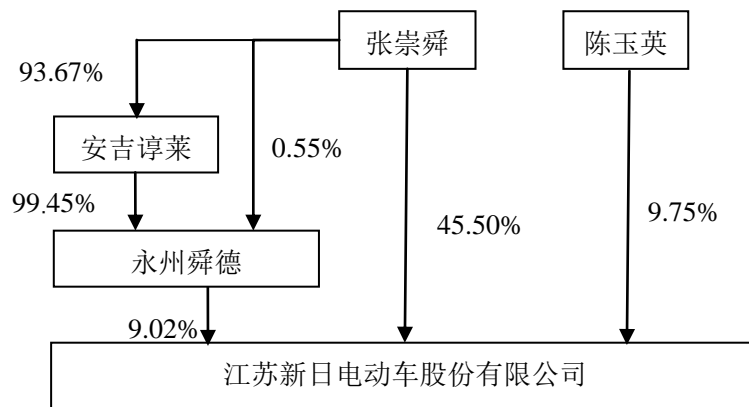 张崇舜
陈玉英
93.67%
安吉谆莱
0.55%
99.45%
45.50%
9.75%
永州舜德
9.02%
江苏新日电动车股份有限公司